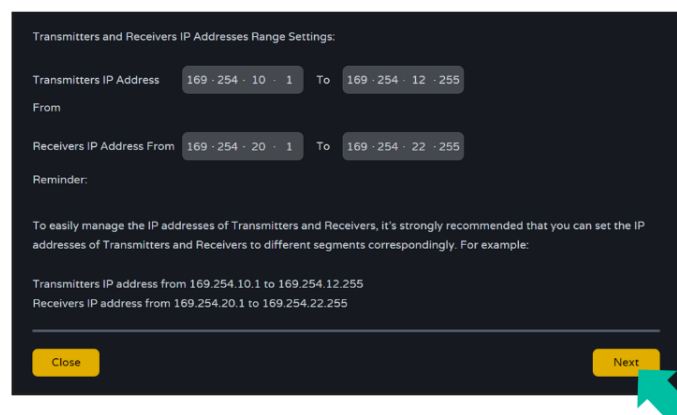 Transmitters and Receivers IP Addresses Range Settings:
Transmitters IP Address From 169 · 254 · 10 · 1 To 169 · 254 · 12 · 255
Receivers IP Address From 169 · 254 · 20 · 1 To 169 · 254 · 22 · 255
Reminder:
To easily manage the IP addresses of Transmitters and Receivers, it's strongly recommended that you can set the IP
addresses of Transmitters and Receivers to different segments correspondingly. For example:
Transmitters IP address from 169.254.10.1 to 169.254.12.255
Receivers IP address from 169.254.20.1 to 169.254.22.255
Close Next